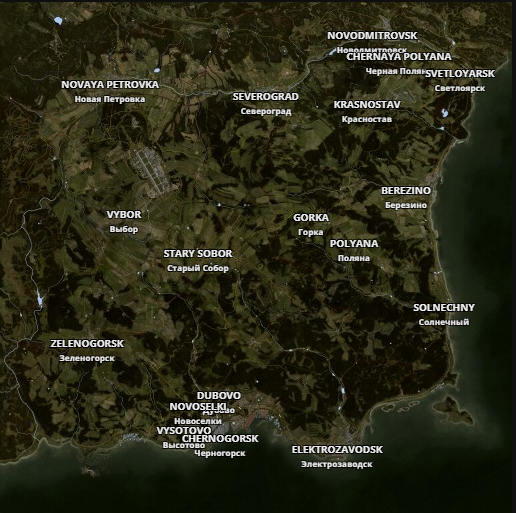 NOVODMITROVSK
Новодмитровск
CHERNAYA POLYANA
Черная Поляна
SVETLOYARSK
Светлоярск
NOVAYA PETROVKA
Новая Петровка
SEVEROGRAD
Североград
KRASNOSTAV
Красностав
BEREZINO
Березино
VYBOR
Выбор
GORKA
Горка
POLYANA
Поляна
STARY SOBOR
Старый Собор
SOLNECHNY
Солнечный
ZELENOGORSK
Зеленогорск
DUBOVO
Дубово
NOVOSELKI
Новоселки
VYSOTOVO
Высотово
CHERNOGORSK
Черногорск
ELEKTROZAVODSK
Электрозаводск